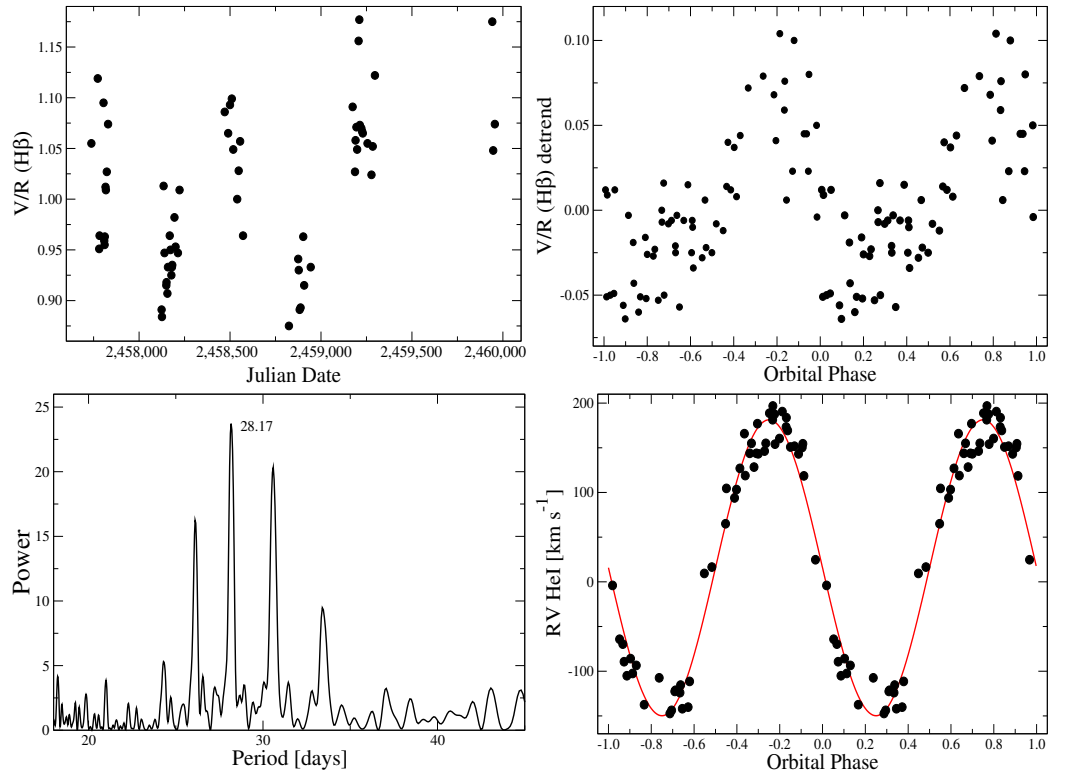 V/R (Hβ)
1.15
1.10
1.05
1.00
0.95
0.90
2,458,000
2,458,500
2,459,000
2,459,500
2,460,000
Julian Date
V/R (Hβ) detrend
0.10
0.05
0.00
-0.05
-1.0 -0.8 -0.6 -0.4 -0.2 0.0 0.2 0.4 0.6 0.8 1.0
Orbital Phase
Power
25
20
15
10
5
0
28.17
20
30
40
Period [days]
RV HeI [km s⁻¹]
200
100
0
-100
-1.0 -0.8 -0.6 -0.4 -0.2 0.0 0.2 0.4 0.6 0.8 1.0
Orbital Phase